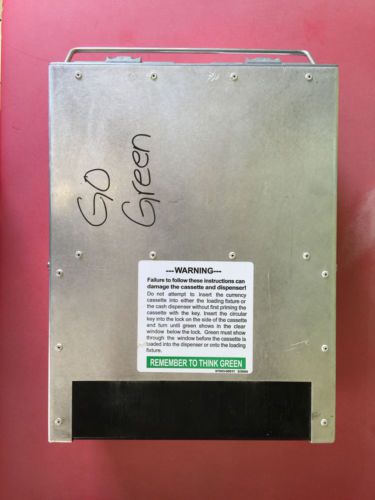 Go
Green
---WARNING---
Failure to follow these instructions can
damage the cassette and dispenser!
Do not attempt to insert the currency
cassette into either the loading fixture or
the cash dispenser without first priming the
cassette with the key. Insert the circular
key into the lock on the side of the cassette
and turn until green shows in the clear
window below the lock. Green must show
through the window before the cassette is
loaded into the dispenser or onto the loading
fixture.
REMEMBER TO THINK GREEN